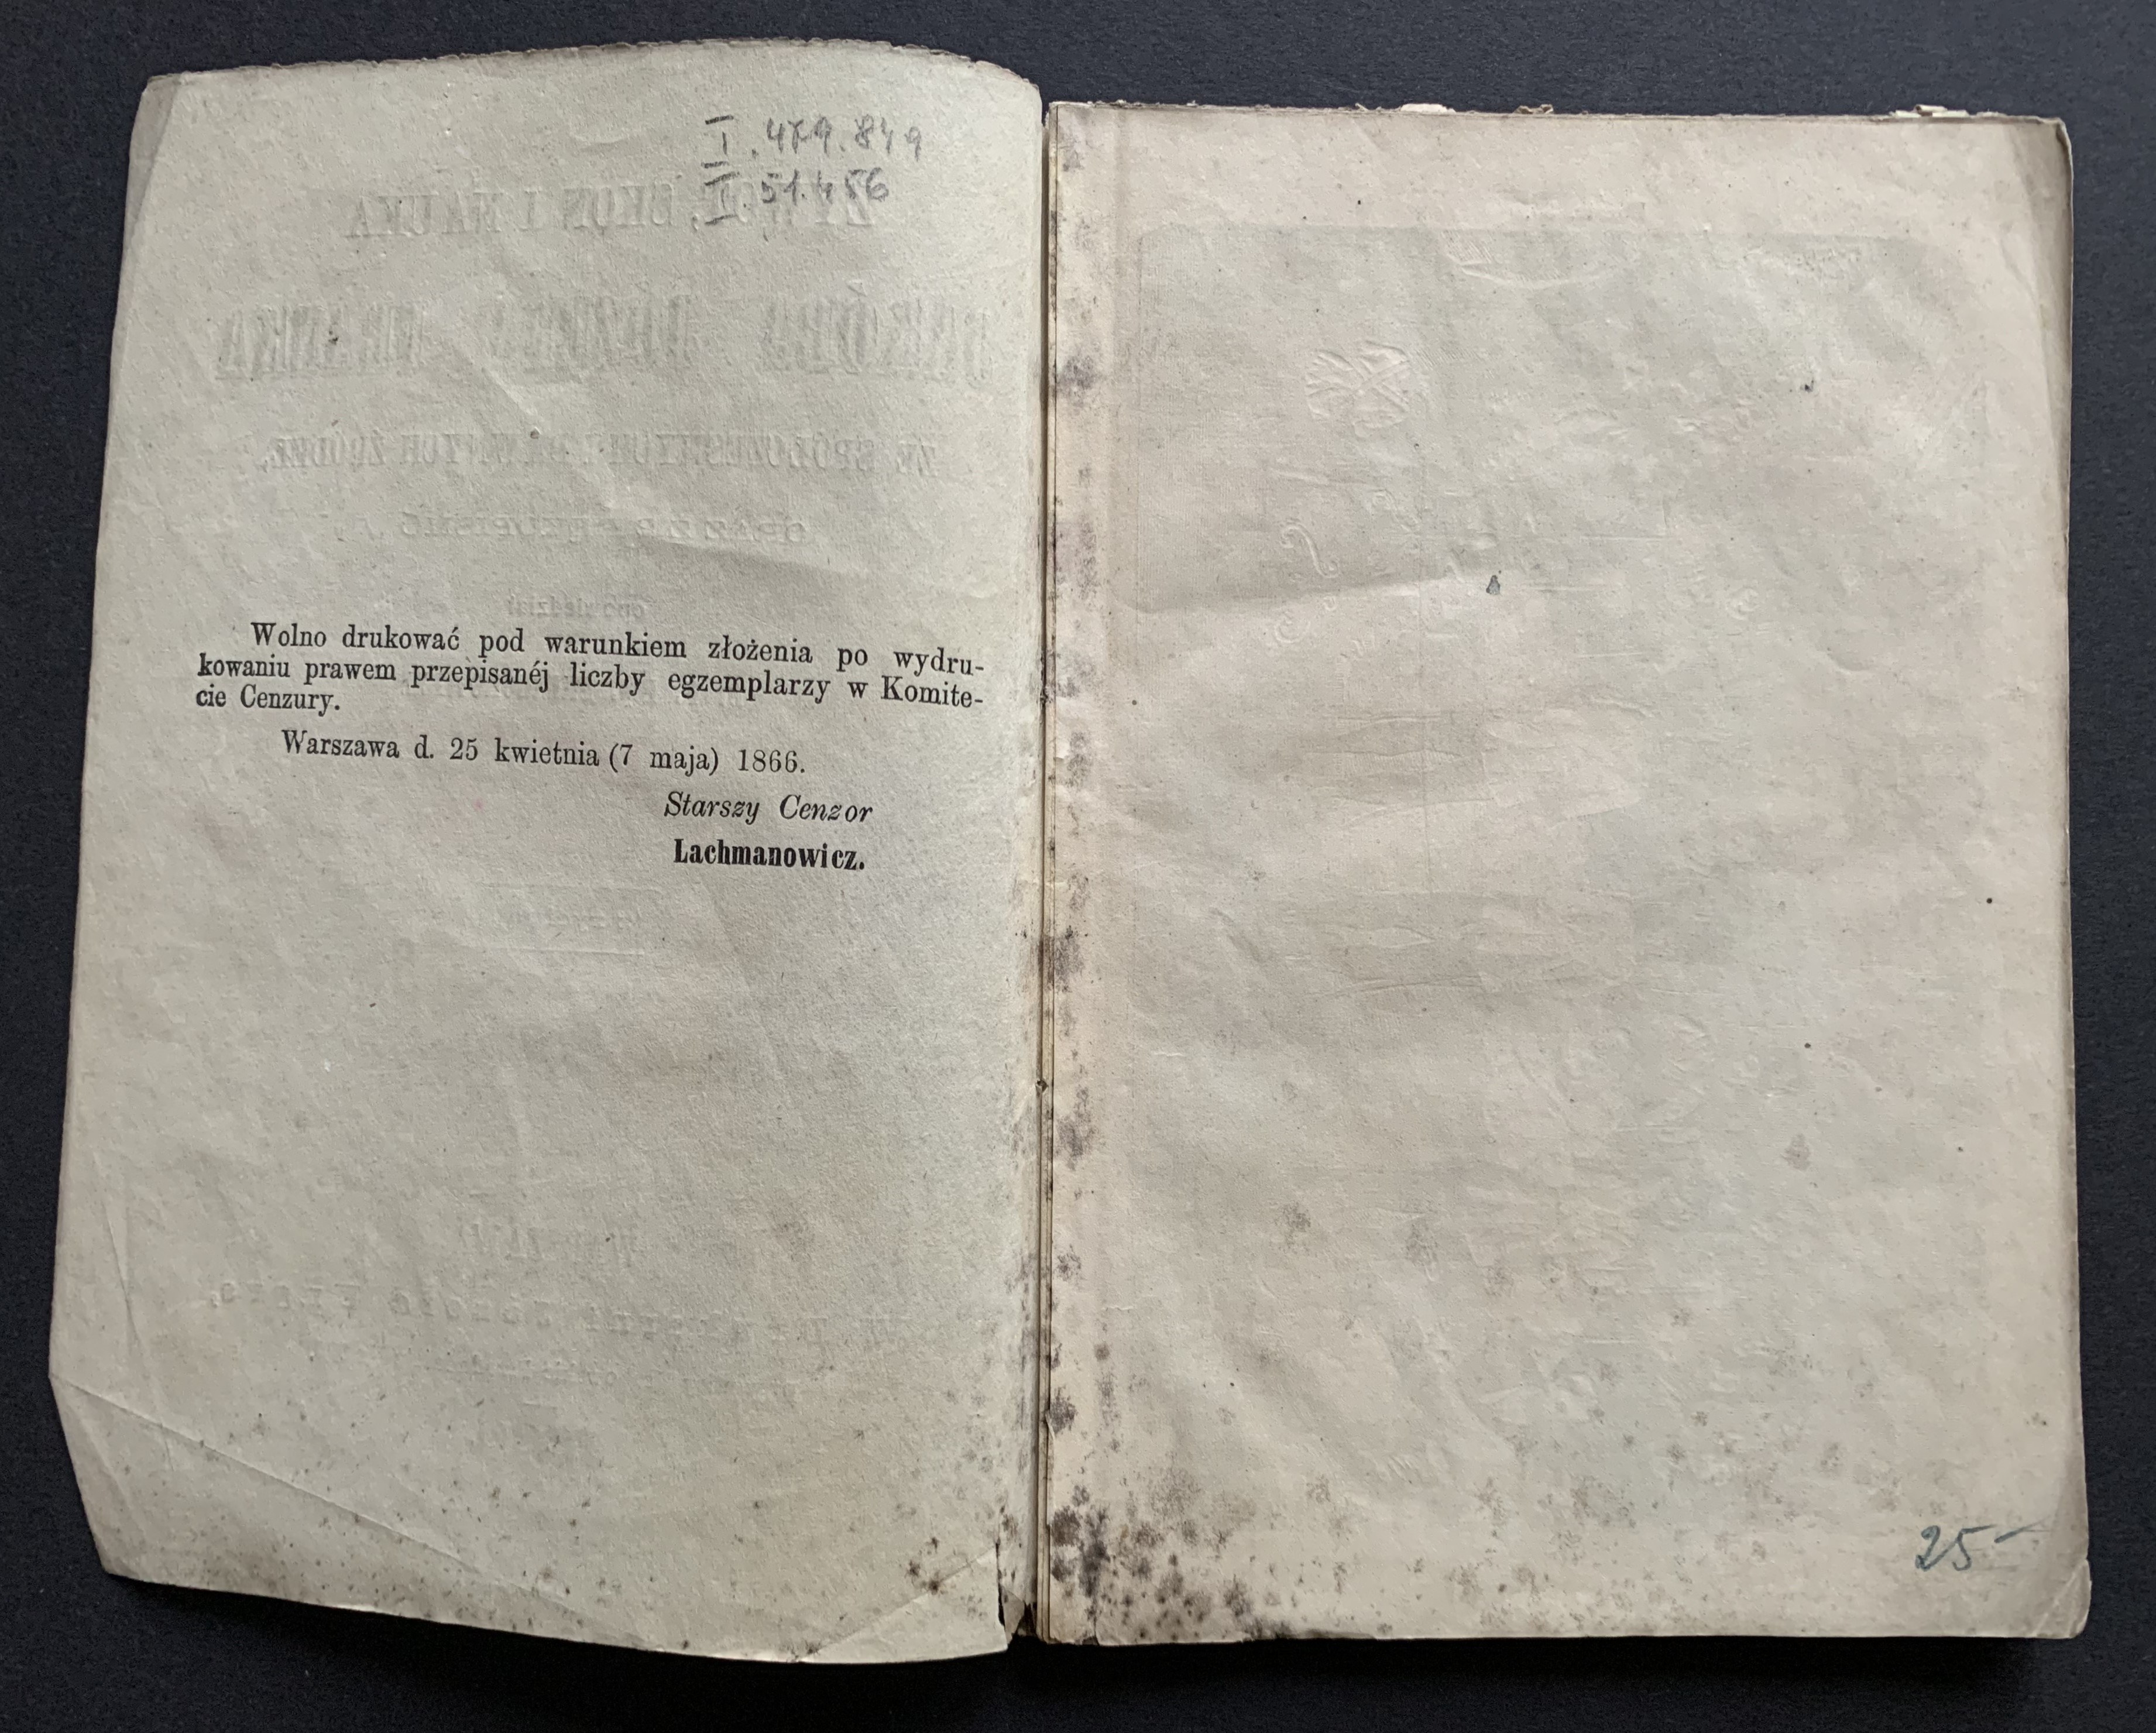 I.479.849
II.51.456
Wolno drukować pod warunkiem złożenia po wydru-
kowaniu prawem przepisanéj liczby egzemplarzy w Komite-
cie Cenzury.
Warszawa d. 25 kwietnia (7 maja) 1866.
Starszy Cenzor
Lachmanowicz.
25-